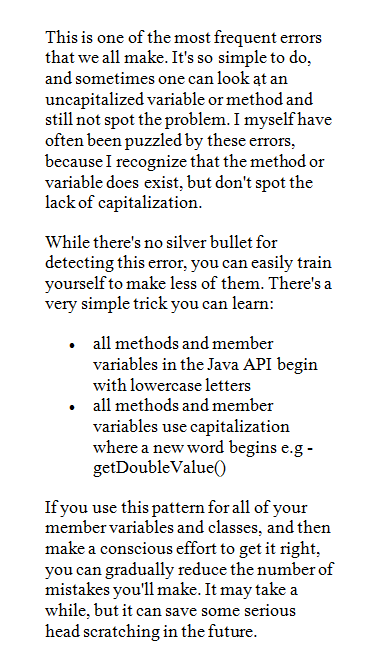 This is one of the most frequent errors
that we all make. It's so simple to do,
and sometimes one can look at an
uncapitalized variable or method and
still not spot the problem. I myself have
often been puzzled by these errors,
because I recognize that the method or
variable does exist, but don't spot the
lack of capitalization.
While there's no silver bullet for
detecting this error, you can easily train
yourself to make less of them. There's a
very simple trick you can learn:
• all methods and member
variables in the Java API begin
with lowercase letters
• all methods and member
variables use capitalization
where a new word begins e.g -
getDoubleValue()
If you use this pattern for all of your
member variables and classes, and then
make a conscious effort to get it right,
you can gradually reduce the number of
mistakes you'll make. It may take a
while, but it can save some serious
head scratching in the future.